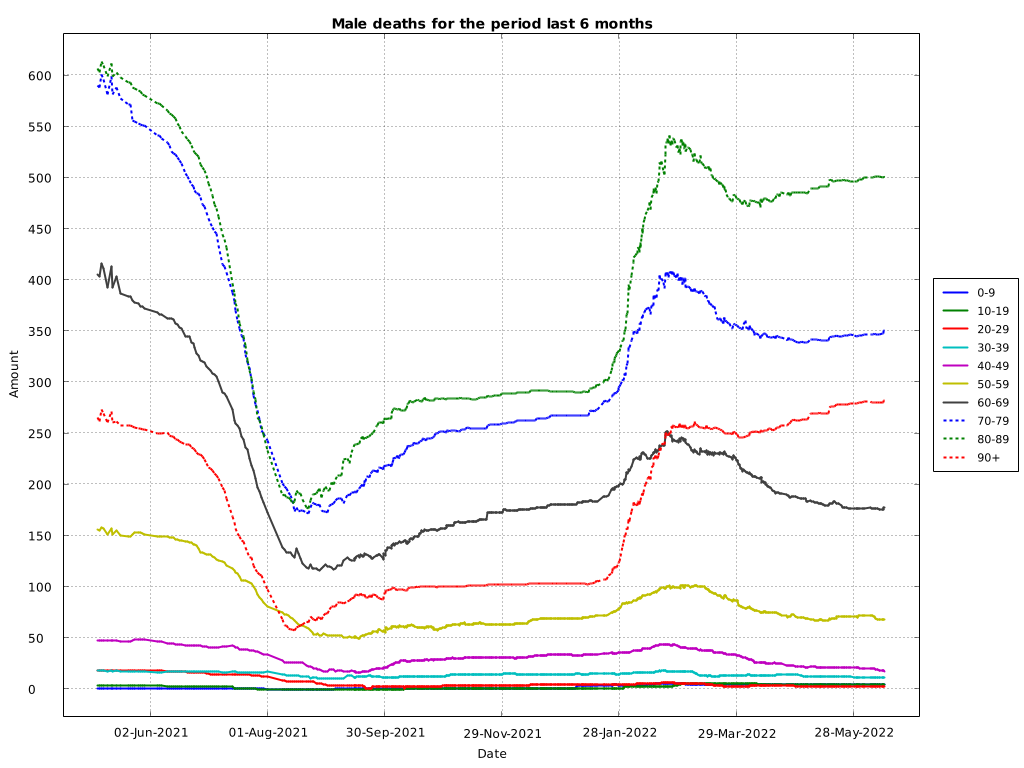 Male deaths for the period last 6 months
600
550
500
450
400
350
300
250
200
150
100
50
0
Amount
02-Jun-2021
01-Aug-2021
30-Sep-2021
29-Nov-2021
28-Jan-2022
29-Mar-2022
28-May-2022
Date
0-9
10-19
20-29
30-39
40-49
50-59
60-69
70-79
80-89
90+